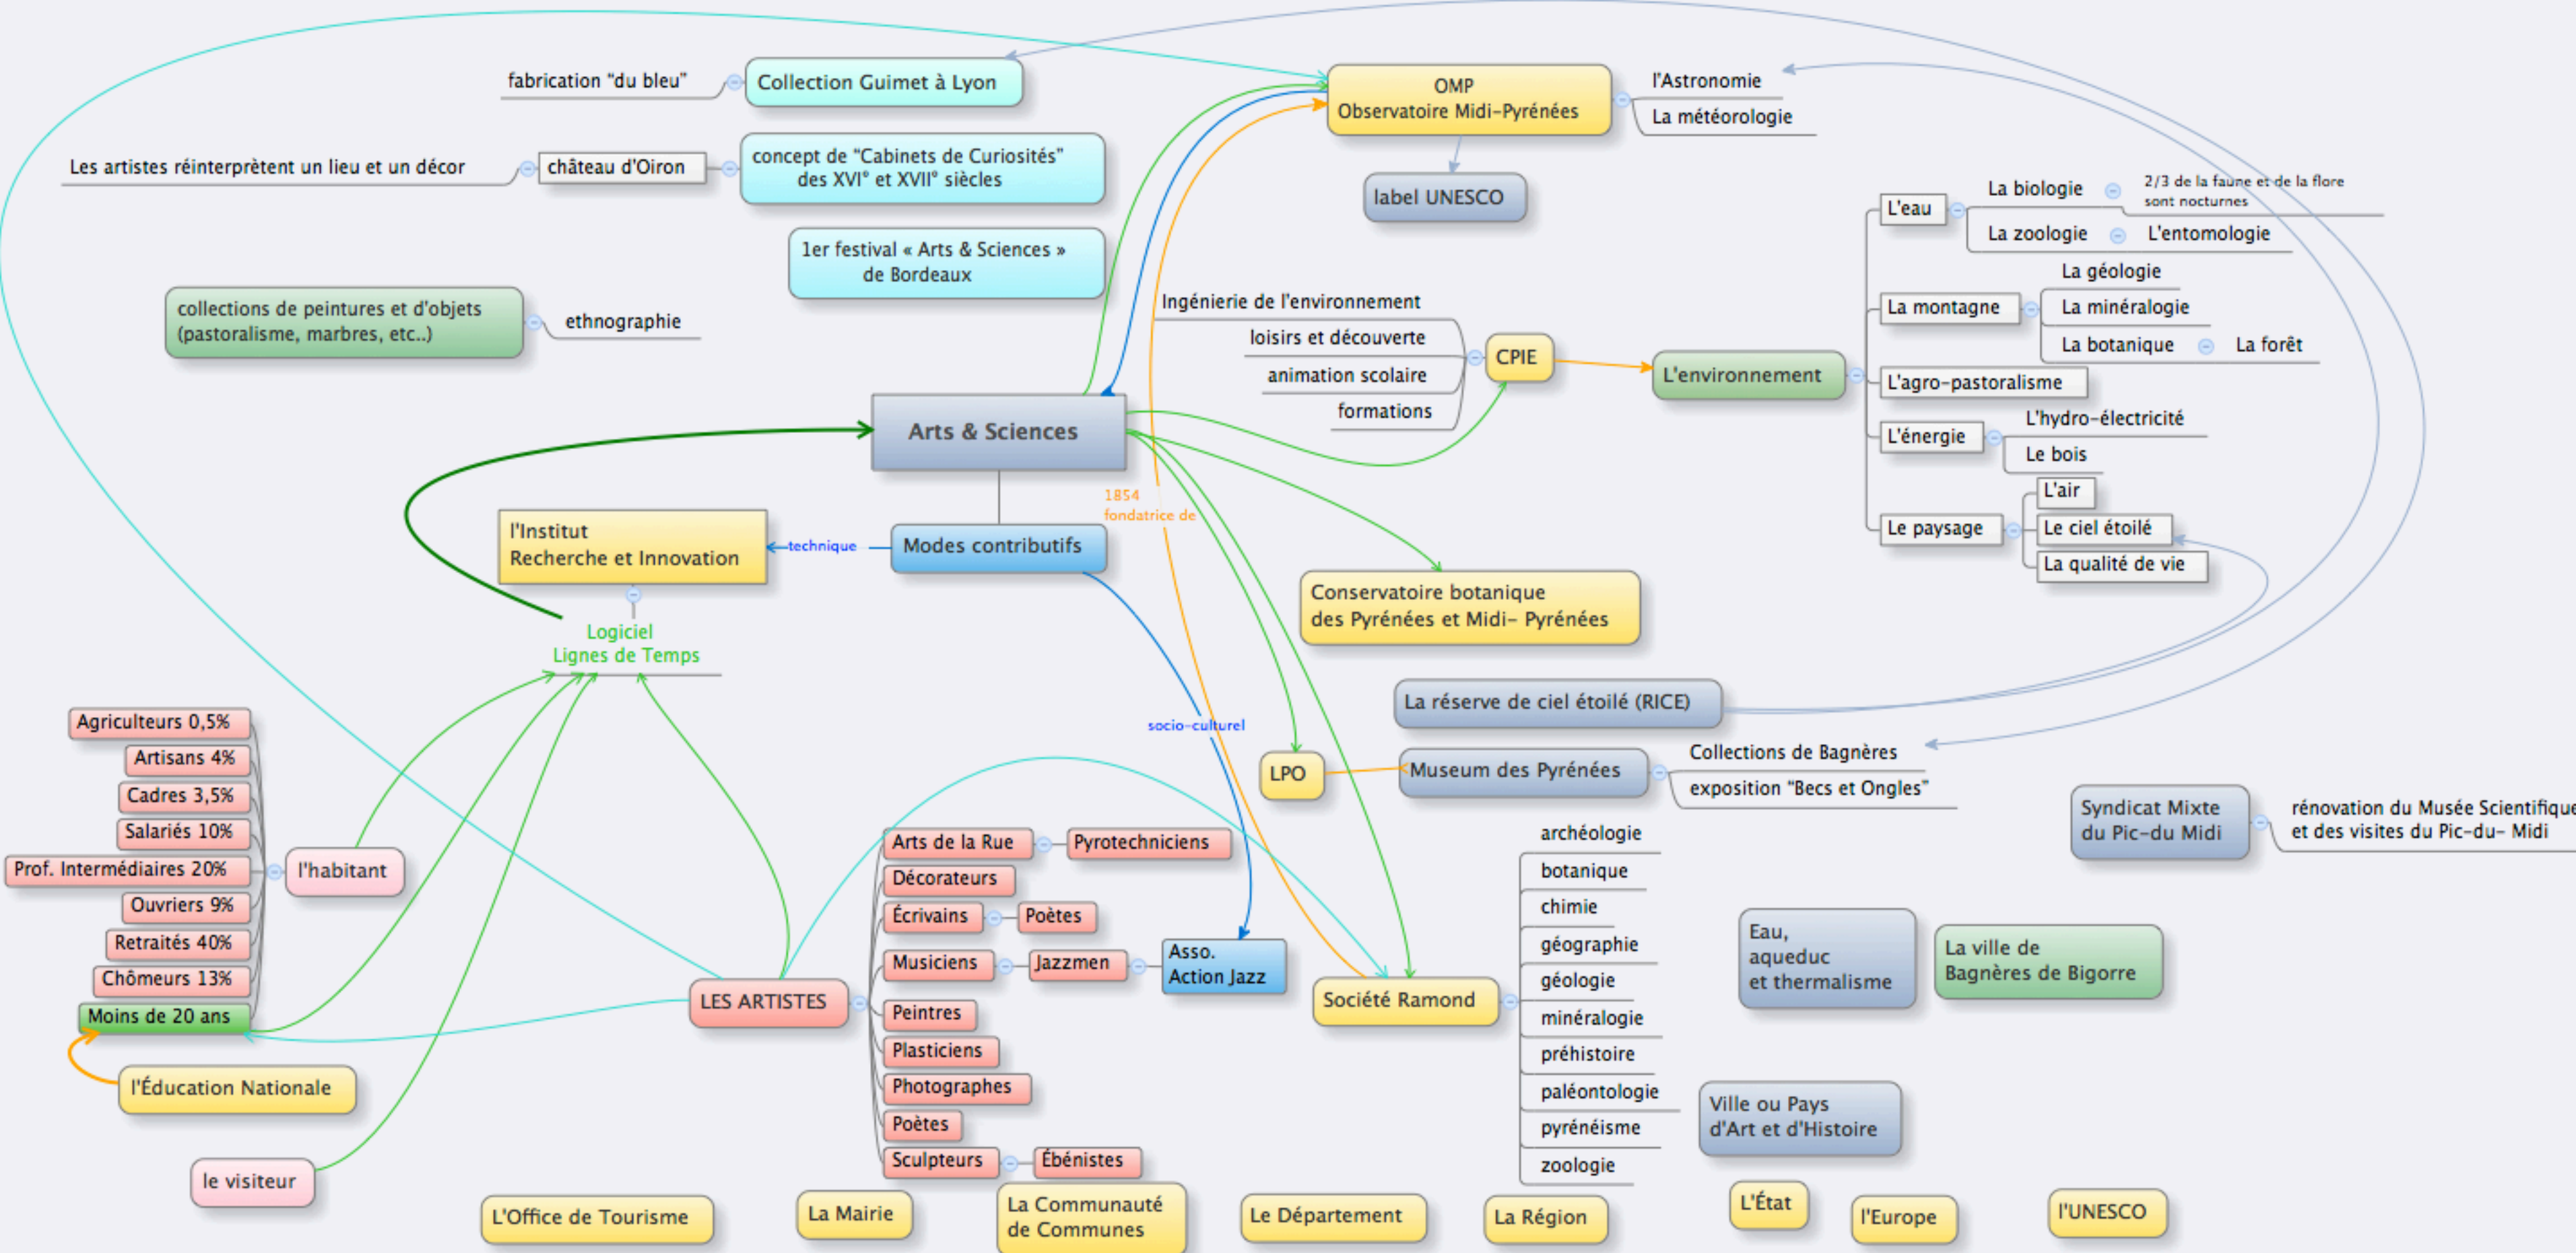 fabrication “du bleu”
Collection Guimet à Lyon
OMP
Observatoire Midi-Pyrénées
l'Astronomie
La météorologie
Les artistes réinterprètent un lieu et un décor
château d'Oiron
concept de “Cabinets de Curiosités”
des XVI° et XVII° siècles
label UNESCO
1er festival « Arts & Sciences »
de Bordeaux
collections de peintures et d'objets
(pastoralisme, marbres, etc..)
ethnographie
Ingénierie de l'environnement
loisirs et découverte
animation scolaire
formations
CPIE
L'environnement
L'eau
La biologie
2/3 de la faune et de la flore
sont nocturnes
La zoologie
L'entomologie
La montagne
La géologie
La minéralogie
La botanique
La forêt
L'agro-pastoralisme
L'énergie
L'hydro-électricité
Le bois
Le paysage
L'air
Le ciel étoilé
La qualité de vie
Arts & Sciences
1854
fondatrice de
l'Institut
Recherche et Innovation
technique
Modes contributifs
Logiciel
Lignes de Temps
Conservatoire botanique
des Pyrénées et Midi- Pyrénées
La réserve de ciel étoilé (RICE)
socio-culturel
LPO
Museum des Pyrénées
Collections de Bagnères
exposition “Becs et Ongles”
Syndicat Mixte
du Pic-du Midi
rénovation du Musée Scientifique
et des visites du Pic-du- Midi
Agriculteurs 0,5%
Artisans 4%
Cadres 3,5%
Salariés 10%
Prof. Intermédiaires 20%
Ouvriers 9%
Retraités 40%
Chômeurs 13%
Moins de 20 ans
l'habitant
l'Éducation Nationale
le visiteur
LES ARTISTES
Arts de la Rue
Pyrotechniciens
Décorateurs
Écrivains
Poètes
Musiciens
Jazzmen
Asso.
Action Jazz
Peintres
Plasticiens
Photographes
Poètes
Sculpteurs
Ébénistes
Société Ramond
archéologie
botanique
chimie
géographie
géologie
minéralogie
préhistoire
paléontologie
pyrénéisme
zoologie
Eau,
aqueduc
et thermalisme
La ville de
Bagnères de Bigorre
Ville ou Pays
d'Art et d'Histoire
L'Office de Tourisme
La Mairie
La Communauté
de Communes
Le Département
La Région
L'État
l'Europe
l'UNESCO